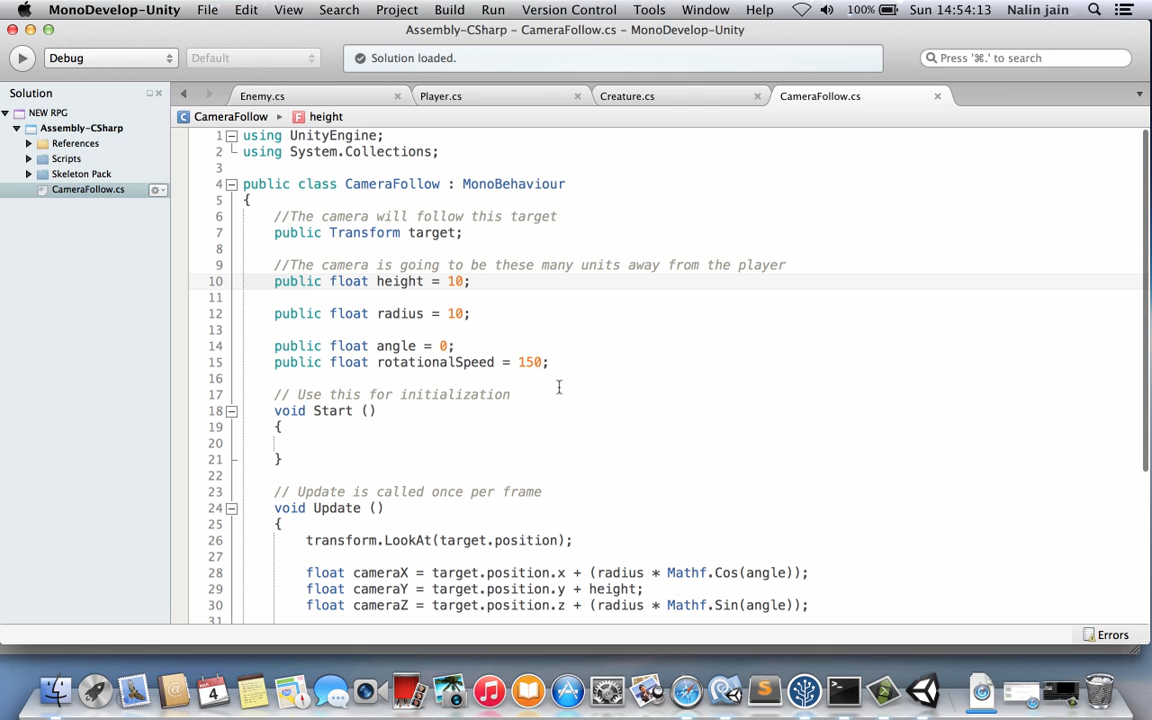 MonoDevelop-Unity File Edit View Search Project Build Run Version Control Tools Window Help 100% Sun 14:54:13 Nalin jain
Assembly-CSharp – CameraFollow.cs – MonoDevelop-Unity
Debug Default Solution loaded. Press '⌘.' to search
Solution Enemy.cs Player.cs Creature.cs CameraFollow.cs
NEW RPG CameraFollow height
Assembly-CSharp
References
Scripts
Skeleton Pack
CameraFollow.cs
1 using UnityEngine;
2 using System.Collections;
3
4 public class CameraFollow : MonoBehaviour
5 {
6 //The camera will follow this target
7 public Transform target;
8
9 //The camera is going to be these many units away from the player
10 public float height = 10;
11
12 public float radius = 10;
13
14 public float angle = 0;
15 public float rotationalSpeed = 150;
16
17 // Use this for initialization
18 void Start ()
19 {
20
21 }
22
23 // Update is called once per frame
24 void Update ()
25 {
26 transform.LookAt(target.position);
27
28 float cameraX = target.position.x + (radius * Mathf.Cos(angle));
29 float cameraY = target.position.y + height;
30 float cameraZ = target.position.z + (radius * Mathf.Sin(angle));
31
Errors